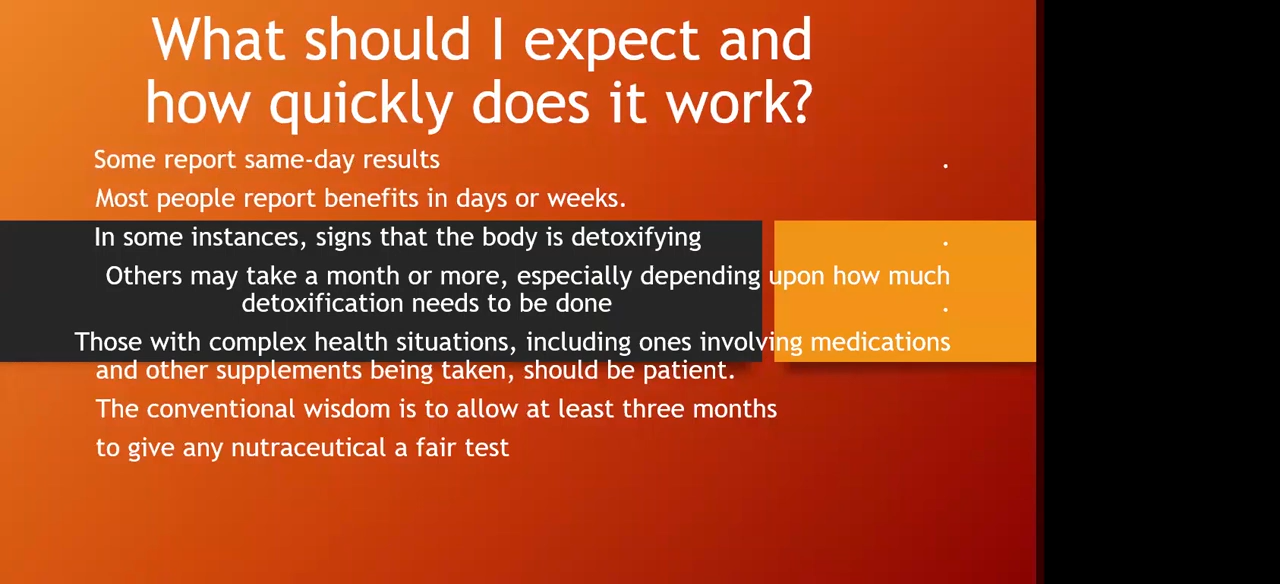 What should I expect and
how quickly does it work?
Some report same-day results .
Most people report benefits in days or weeks.
In some instances, signs that the body is detoxifying .
Others may take a month or more, especially depending upon how much
detoxification needs to be done .
Those with complex health situations, including ones involving medications
and other supplements being taken, should be patient.
The conventional wisdom is to allow at least three months
to give any nutraceutical a fair test